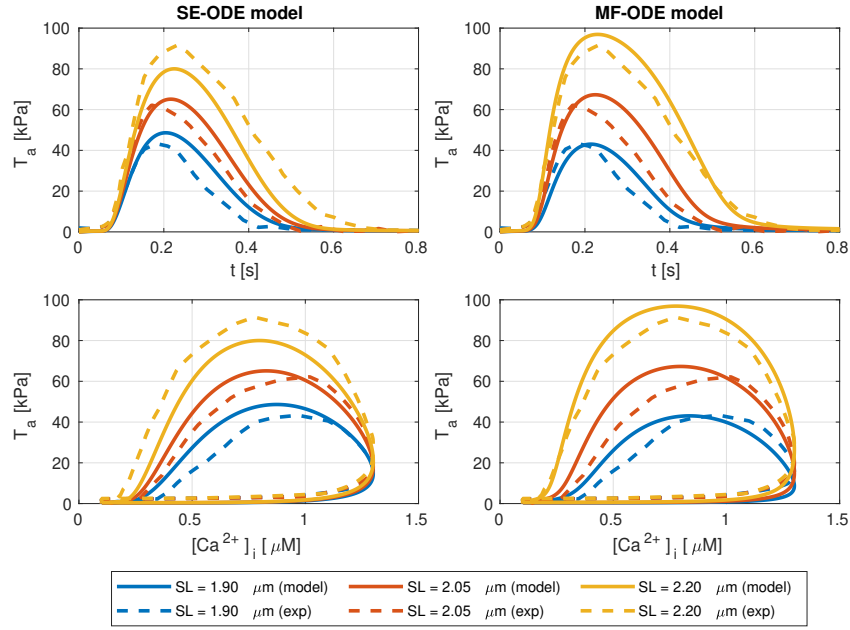 SE-ODE model
MF-ODE model
100
80
60
40
20
0
T a [kPa]
0
0.2
0.4
0.6
0.8
t [s]
100
80
60
40
20
0
T a [kPa]
0
0.2
0.4
0.6
0.8
t [s]
100
80
60
40
20
0
T a [kPa]
0
0.5
1
1.5
[Ca 2+ ] i [ μM]
100
80
60
40
20
0
T a [kPa]
0
0.5
1
1.5
[Ca 2+ ] i [ μM]
SL = 1.90 μm (model)
SL = 2.05 μm (model)
SL = 2.20 μm (model)
SL = 1.90 μm (exp)
SL = 2.05 μm (exp)
SL = 2.20 μm (exp)